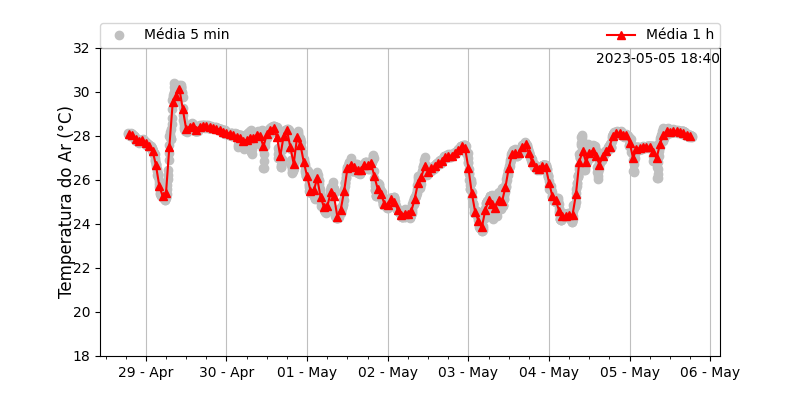 Média 5 min
Média 1 h
2023-05-05 18:40
Temperatura do Ar (°C)
32
30
28
26
24
22
20
18
29 - Apr
30 - Apr
01 - May
02 - May
03 - May
04 - May
05 - May
06 - May